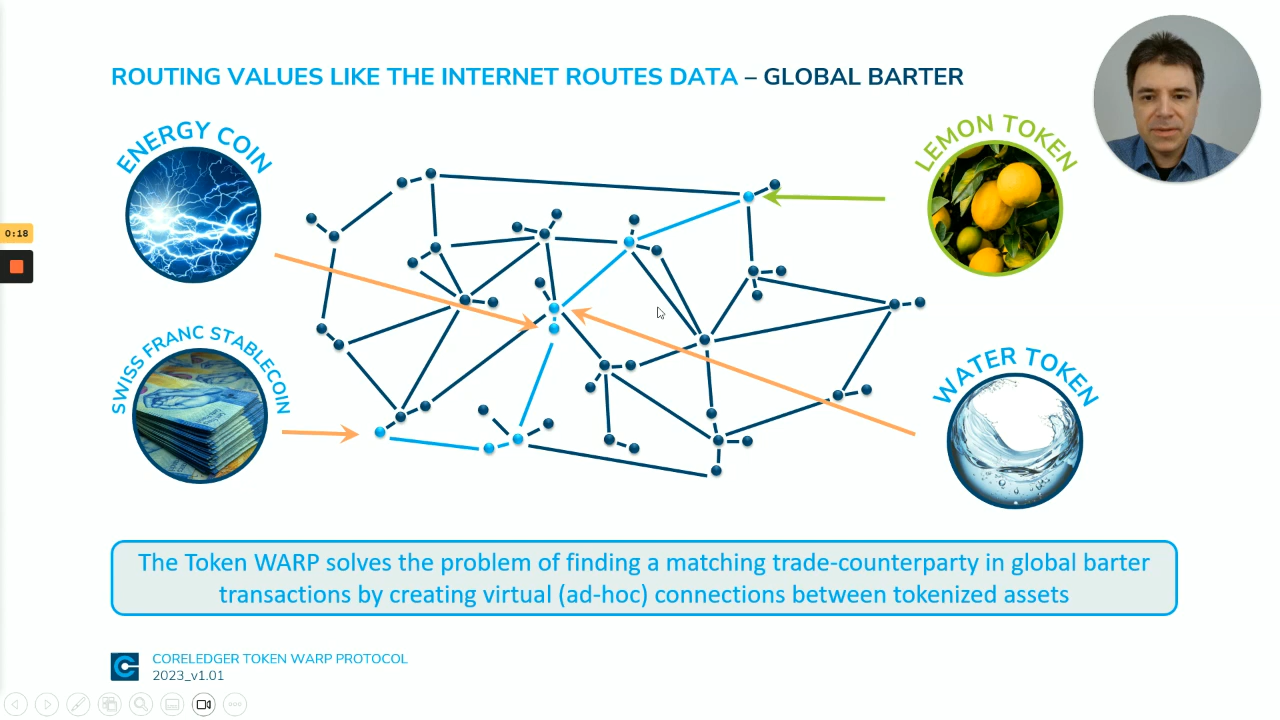 ROUTING VALUES LIKE THE INTERNET ROUTES DATA – GLOBAL BARTER
ENERGY COIN
LEMON TOKEN
0:18
SWISS FRANC STABLECOIN
WATER TOKEN
The Token WARP solves the problem of finding a matching trade-counterparty in global barter
transactions by creating virtual (ad-hoc) connections between tokenized assets
CORELEDGER TOKEN WARP PROTOCOL
2023_v1.01